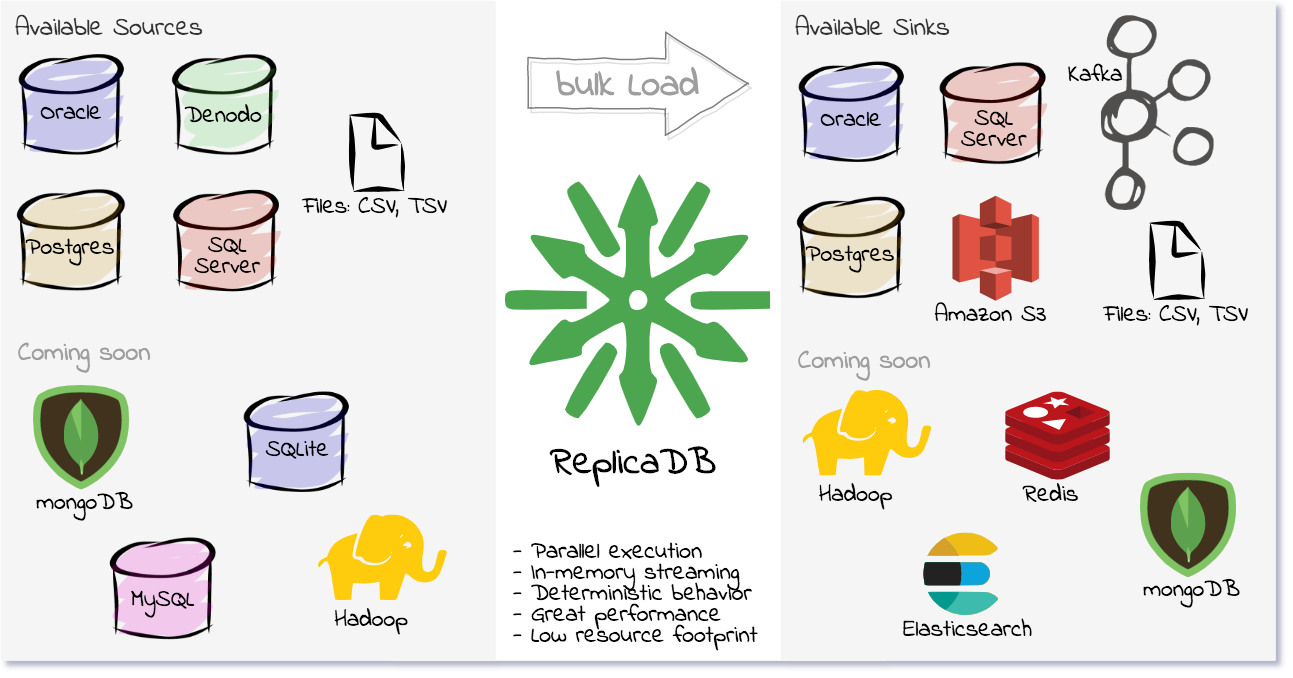 Available Sources
Oracle
Denodo
Files: CSV, TSV
Postgres
SQL
Server
Coming soon
mongoDB
SQLite
MySQL
Hadoop
bulk Load
ReplicaDB
- Parallel execution
- In-memory streaming
- Deterministic behavior
- Great performance
- Low resource footprint
Available Sinks
Oracle
SQL
Server
Kafka
Postgres
Amazon S3
Files: CSV, TSV
Coming soon
Hadoop
Redis
mongoDB
Elasticsearch